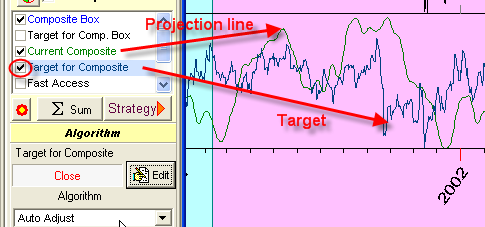 Composite Box
Projection line
Target for Comp. Box
Current Composite
Target for Composite
Fast Access
Σ Sum
Strategy
Target
Algorithm
Target for Composite
Close
Edit
Algorithm
2002
Auto Adjust